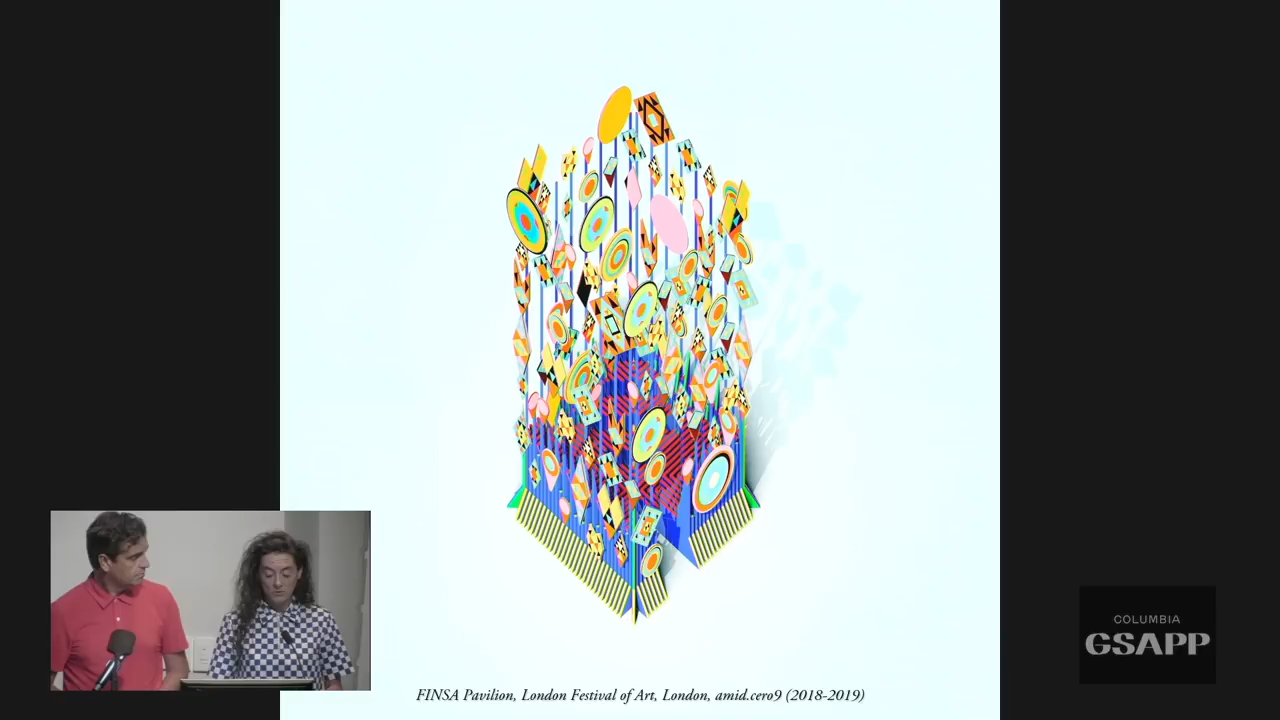 COLUMBIA
GSAPP
FINSA Pavilion, London Festival of Art, London, amid.cero9 (2018-2019)